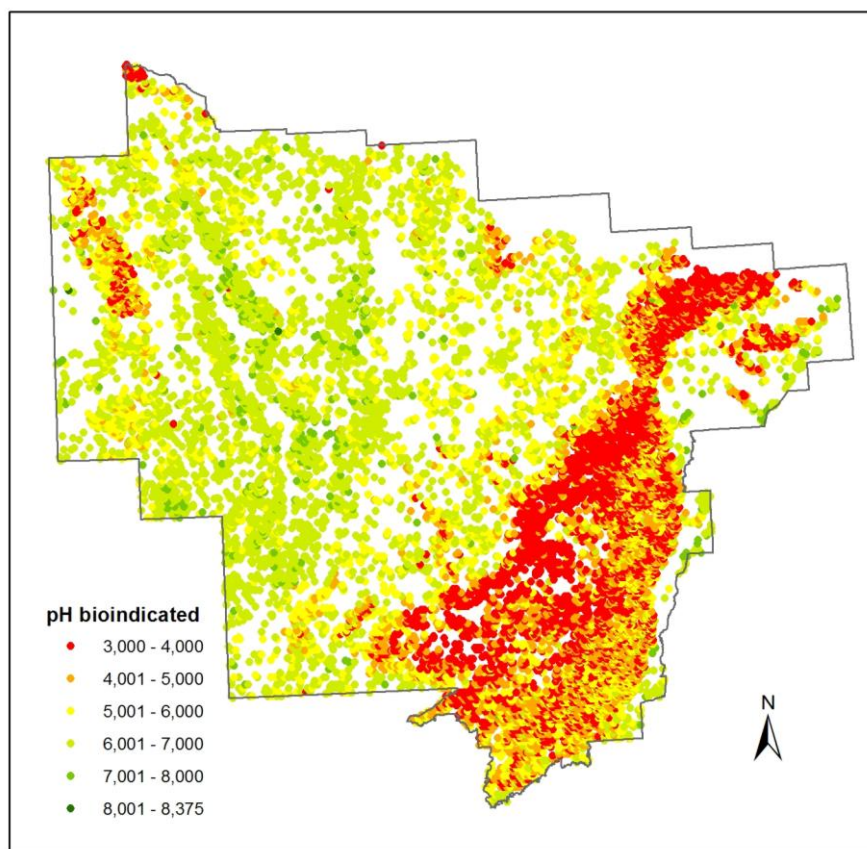 pH bioindicated
3,000 - 4,000
4,001 - 5,000
5,001 - 6,000
6,001 - 7,000
7,001 - 8,000
8,001 - 8,375
N